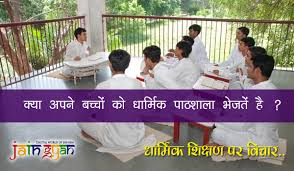 क्या अपने बच्चों को धार्मिक पाठशाला भेजतें है ?
jain gyan
धार्मिक शिक्षण पर विचार..